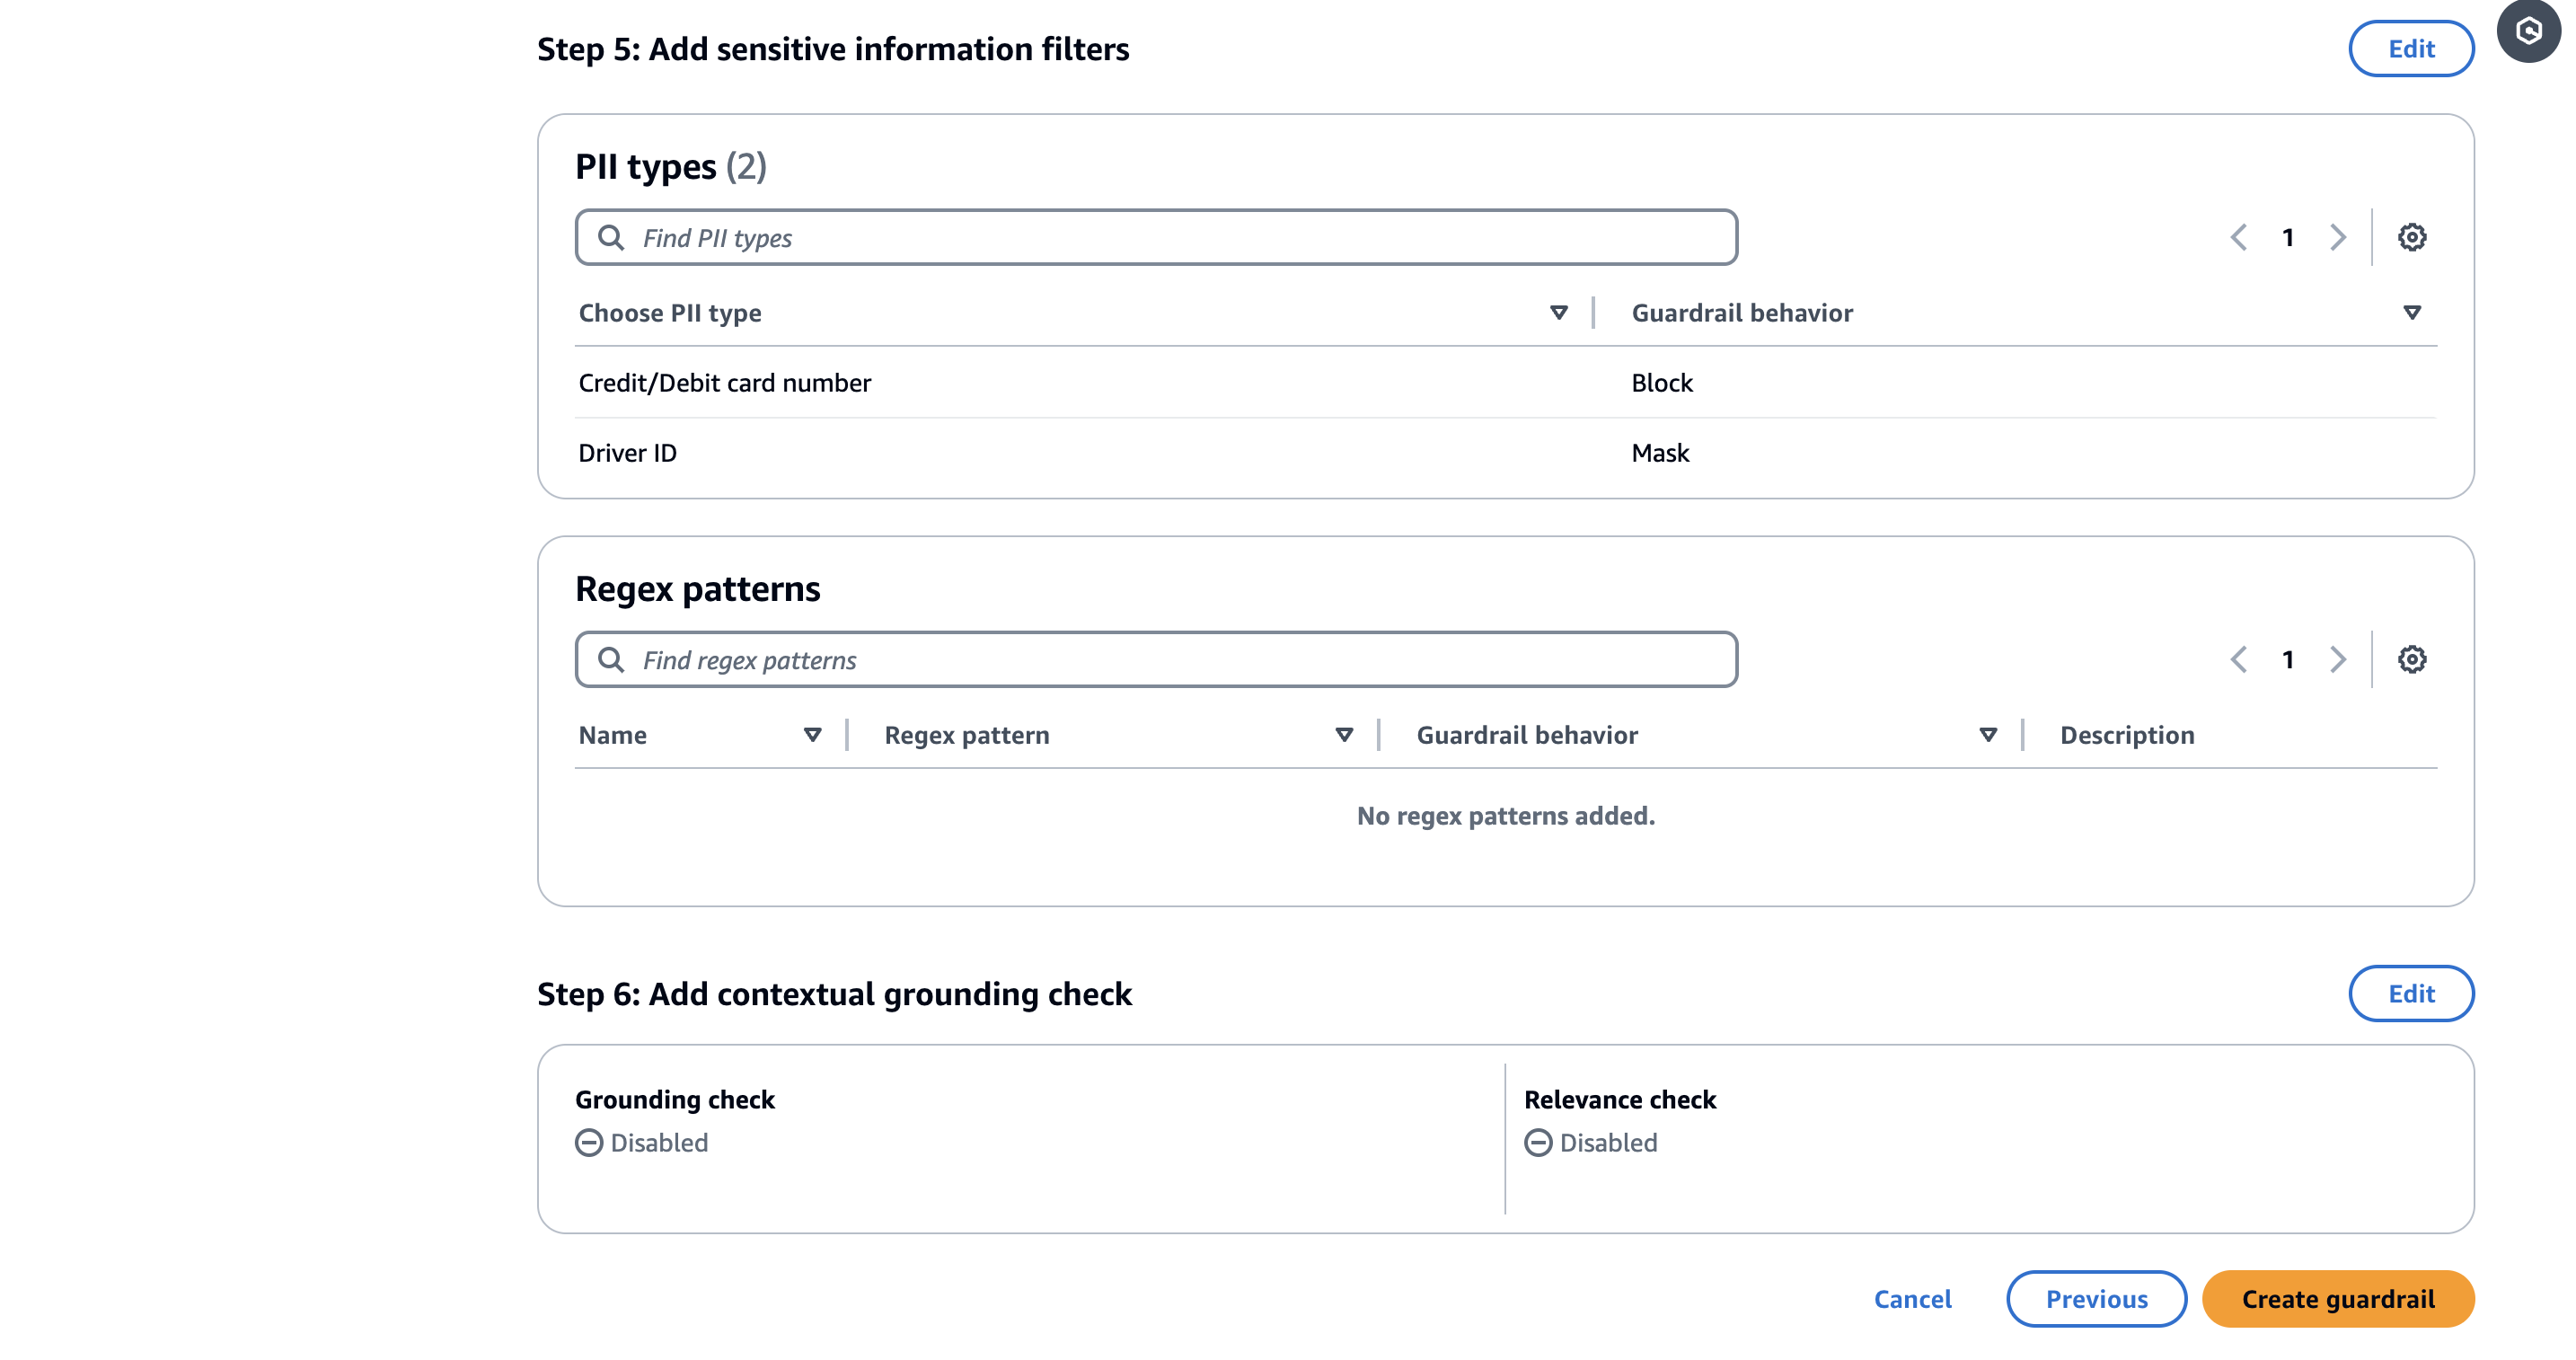 Step 5: Add sensitive information filters
Edit
PII types (2)
Find PII types
1
Choose PII type
Guardrail behavior
Credit/Debit card number
Block
Driver ID
Mask
Regex patterns
Find regex patterns
1
Name
Regex pattern
Guardrail behavior
Description
No regex patterns added.
Step 6: Add contextual grounding check
Edit
Grounding check
Disabled
Relevance check
Disabled
Cancel
Previous
Create guardrail